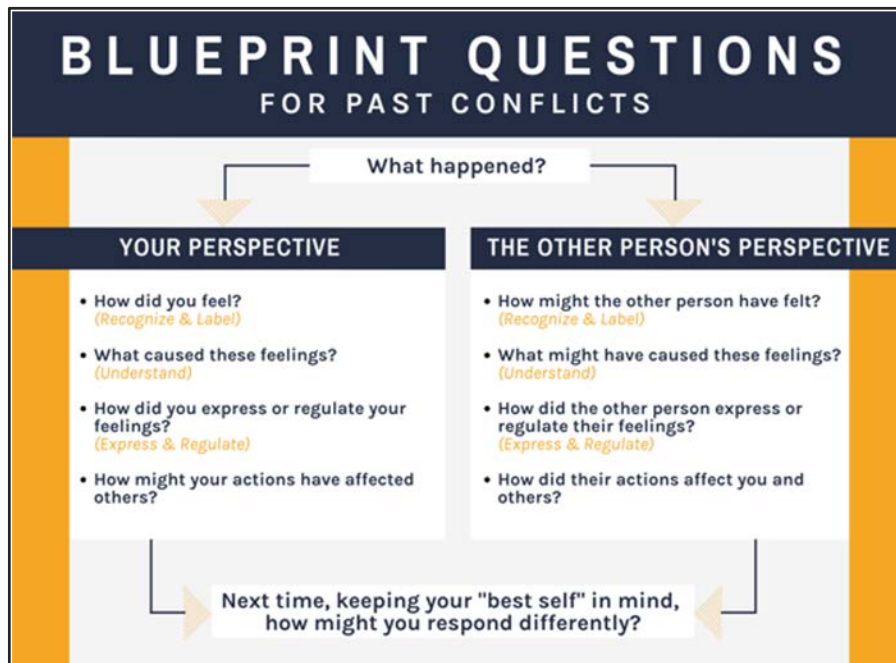 BLUEPRINT QUESTIONS
FOR PAST CONFLICTS
What happened?
YOUR PERSPECTIVE
• How did you feel?
(Recognize & Label)
• What caused these feelings?
(Understand)
• How did you express or regulate your
feelings?
(Express & Regulate)
• How might your actions have affected
others?
THE OTHER PERSON'S PERSPECTIVE
• How might the other person have felt?
(Recognize & Label)
• What might have caused these feelings?
(Understand)
• How did the other person express or
regulate their feelings?
(Express & Regulate)
• How did their actions affect you and
others?
Next time, keeping your "best self" in mind,
how might you respond differently?